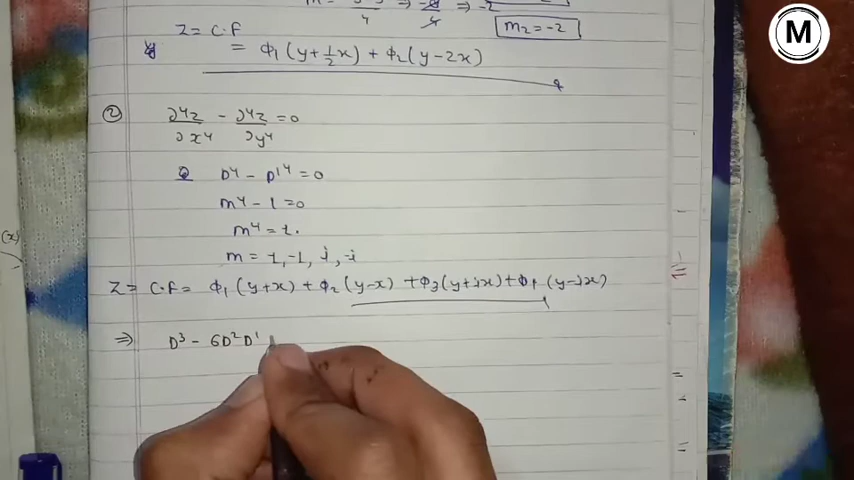 m₂ = -2
Z = C.F
= Φ₁(y+½x) + Φ₂(y-2x)
② ∂⁴z/∂x⁴ - ∂⁴z/∂y⁴ = 0
D⁴ - D'⁴ = 0
m⁴ - 1 = 0
m⁴ = 1.
m = 1, -1, i, -i
Z = C.F = Φ₁(y+x) + Φ₂(y-x) + Φ₃(y+ix) + Φ₄(y-ix)
⇒ D³ - 6D²D'
M
(x)